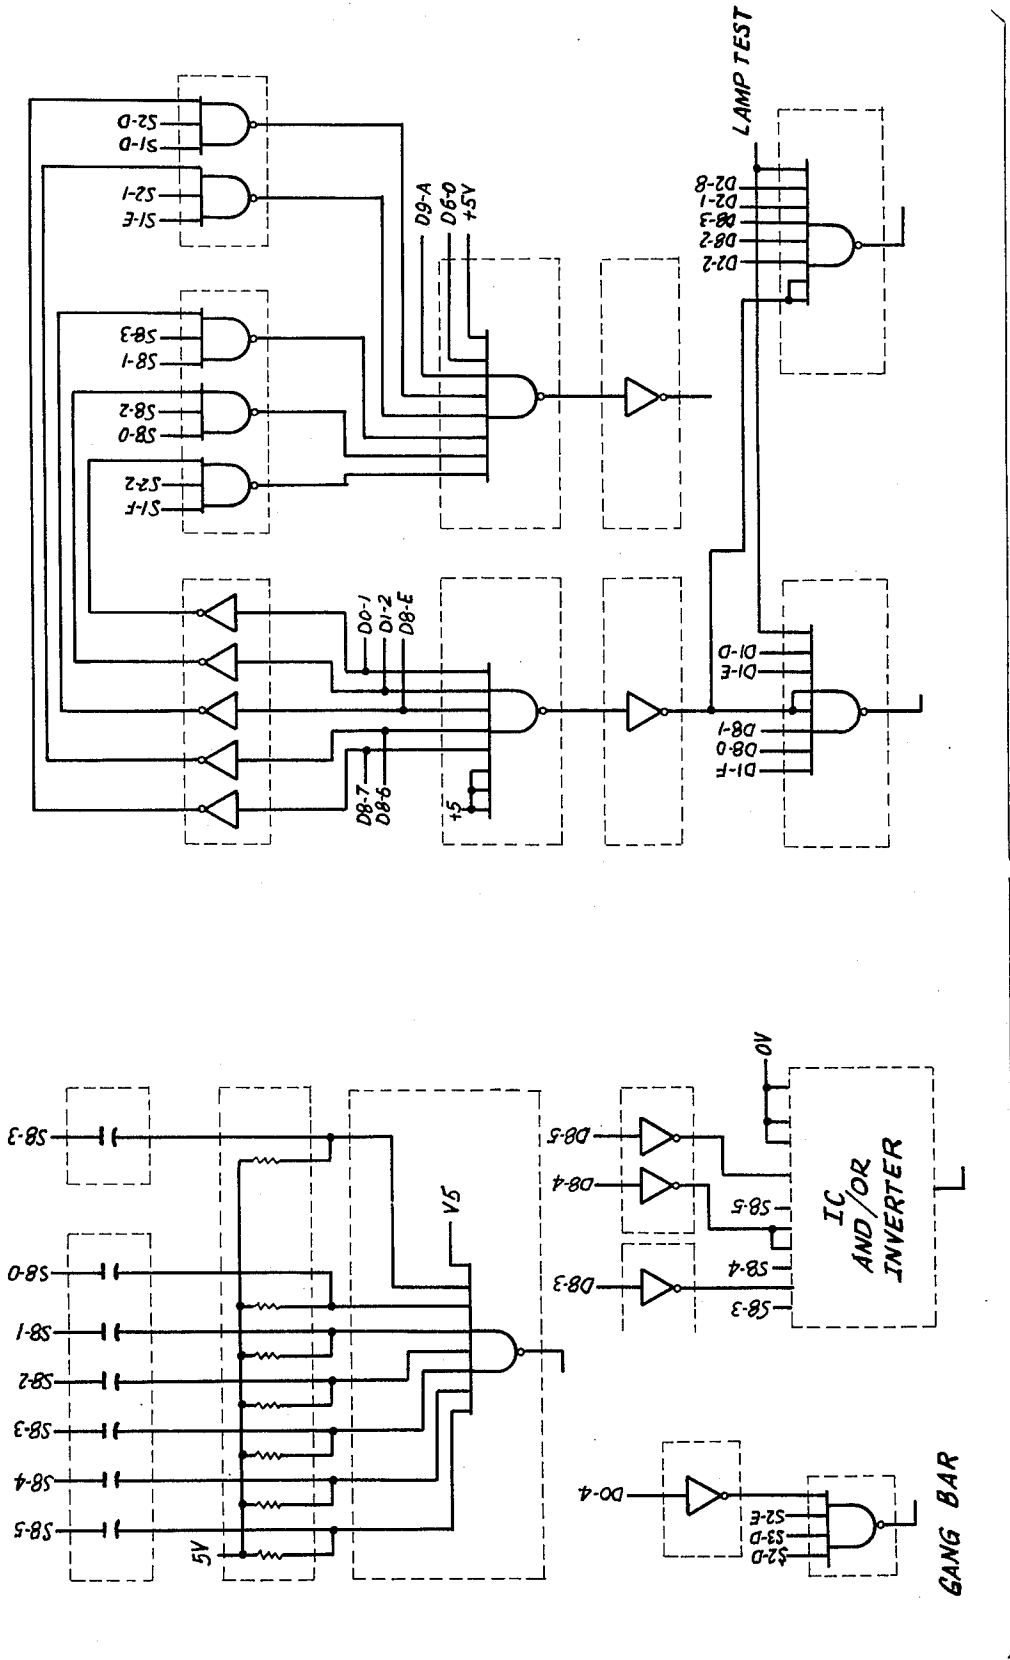 LAMP TEST
S2-D
S1-D
S2-1
S1-E
S8-3
S8-1
S8-2
S8-0
S2-2
S1-F
D9-A
D6-0
+5V
D2-8
D2-1
D8-3
D8-2
D2-2
D0-1
D1-2
D8-E
D8-7
D8-6
+5
D1-D
D1-E
D8-1
D8-0
D1-F
S8-3
S8-0
S8-1
S8-2
S8-3
S8-4
S8-5
5V
V5
D8-5
D8-4
D8-3
0V
S8-5
S8-4
S8-3
IC
AND/OR
INVERTER
D0-4
S2-E
S3-D
S2-D
GANG BAR